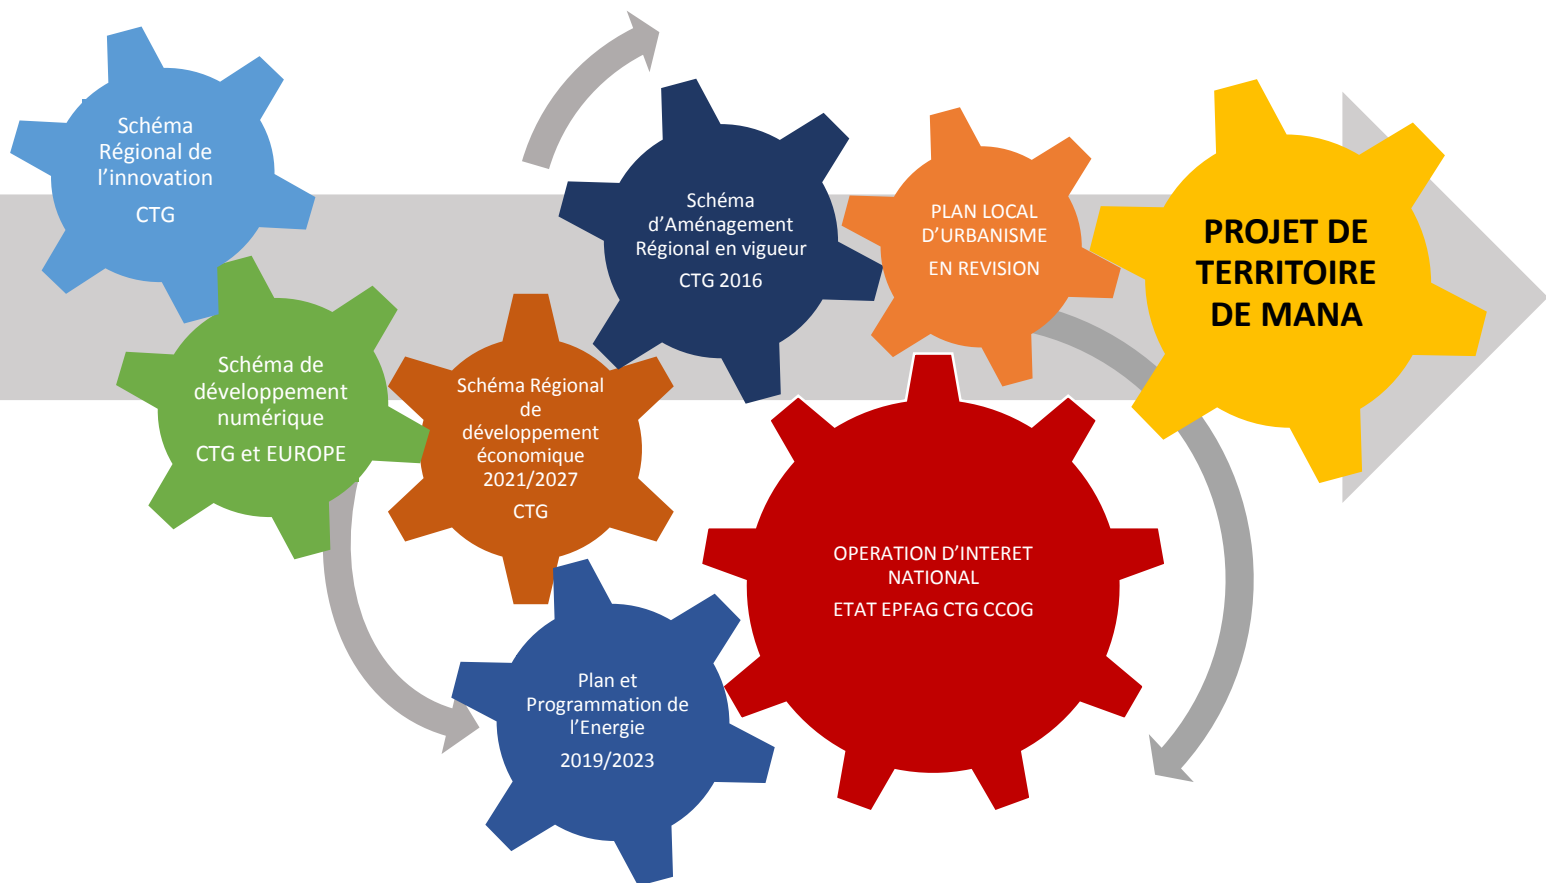 Schéma
Régional de
l’innovation
CTG
Schéma de
développement
numérique
CTG et EUROPE
Schéma Régional
de
développement
économique
2021/2027
CTG
Plan et
Programmation de
l’Energie
2019/2023
Schéma
d’Aménagement
Régional en vigueur
CTG 2016
PLAN LOCAL
D’URBANISME
EN REVISION
OPERATION D’INTERET
NATIONAL
ETAT EPFAG CTG CCOG
PROJET DE
TERRITOIRE
DE MANA